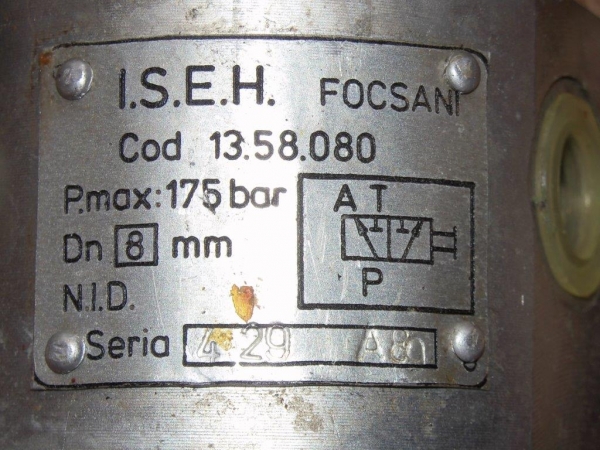 I.S.E.H. FOCSANI
Cod 13.58.080
P.max: 175 bar
Dn 8 mm
A T
P
N.I.D.
Seria 4 29